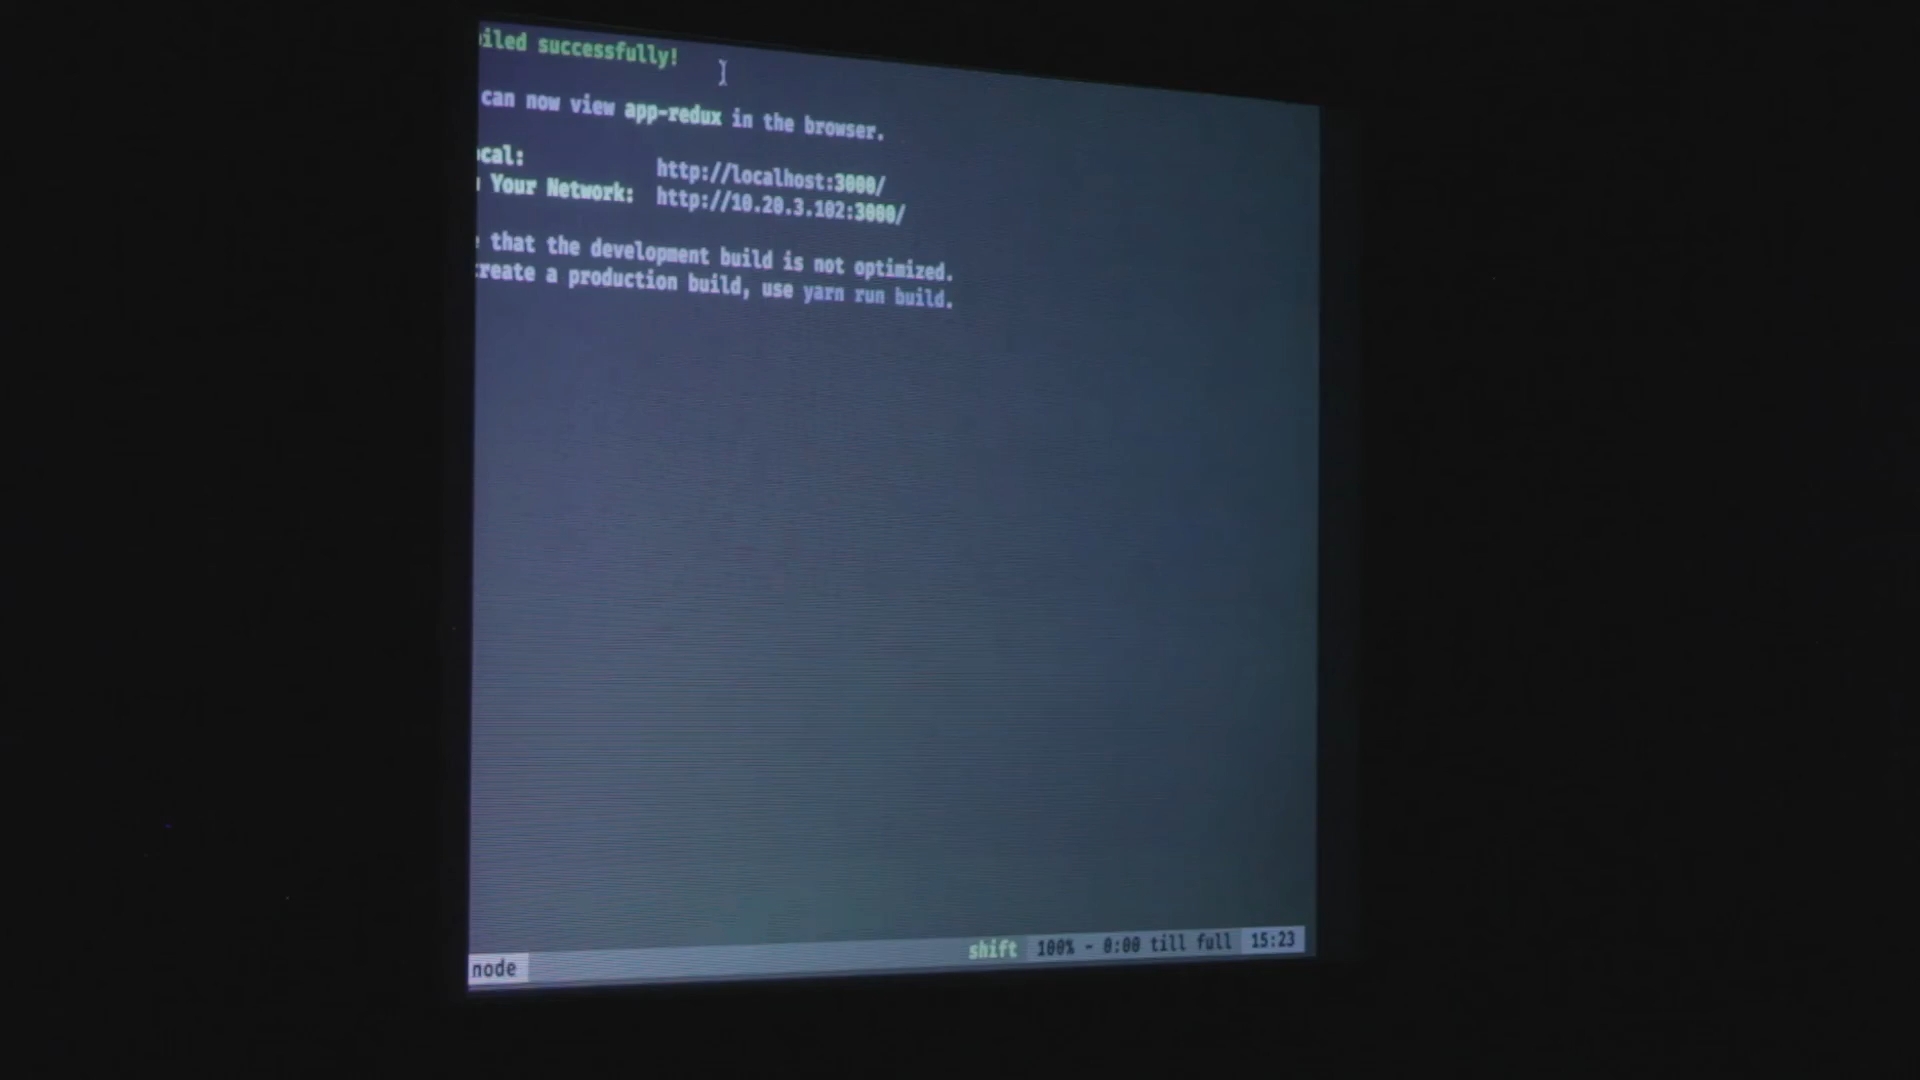 iled successfully!
can now view app-redux in the browser.
ocal: http://localhost:3000/
Your Network: http://10.20.3.102:3000/
that the development build is not optimized.
create a production build, use yarn run build.
node shift 100% - 0:00 till full 15:23